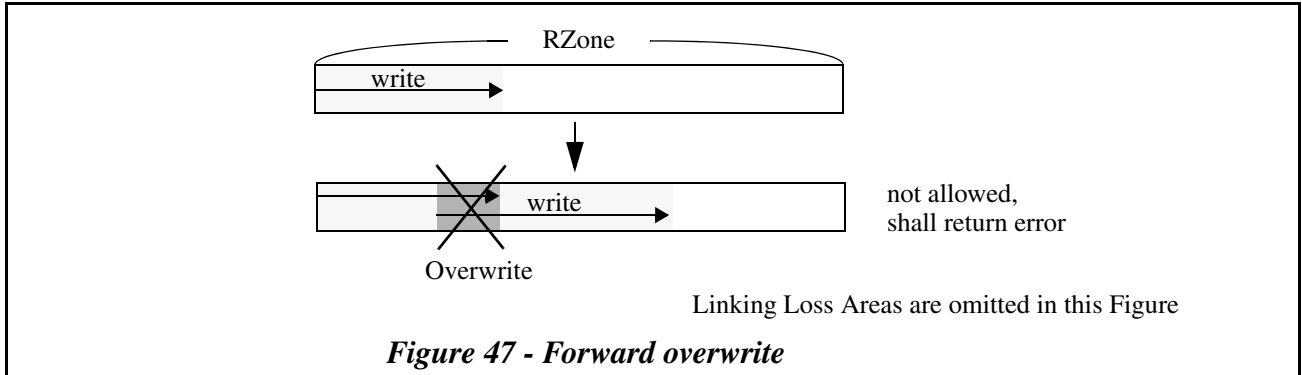 RZone
write
write
not allowed,
shall return error
Overwrite
Linking Loss Areas are omitted in this Figure
Figure 47 - Forward overwrite